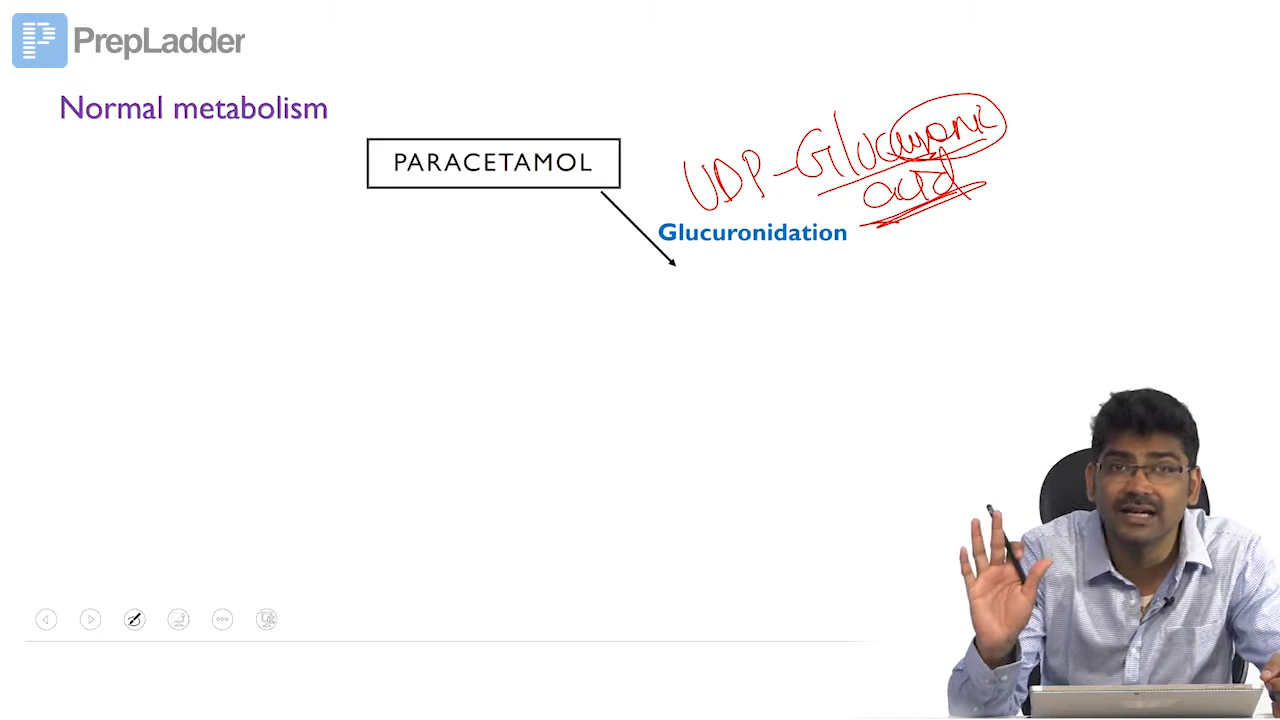 PrepLadder
Normal metabolism
PARACETAMOL
UDP-Glucuronic
acid
Glucuronidation